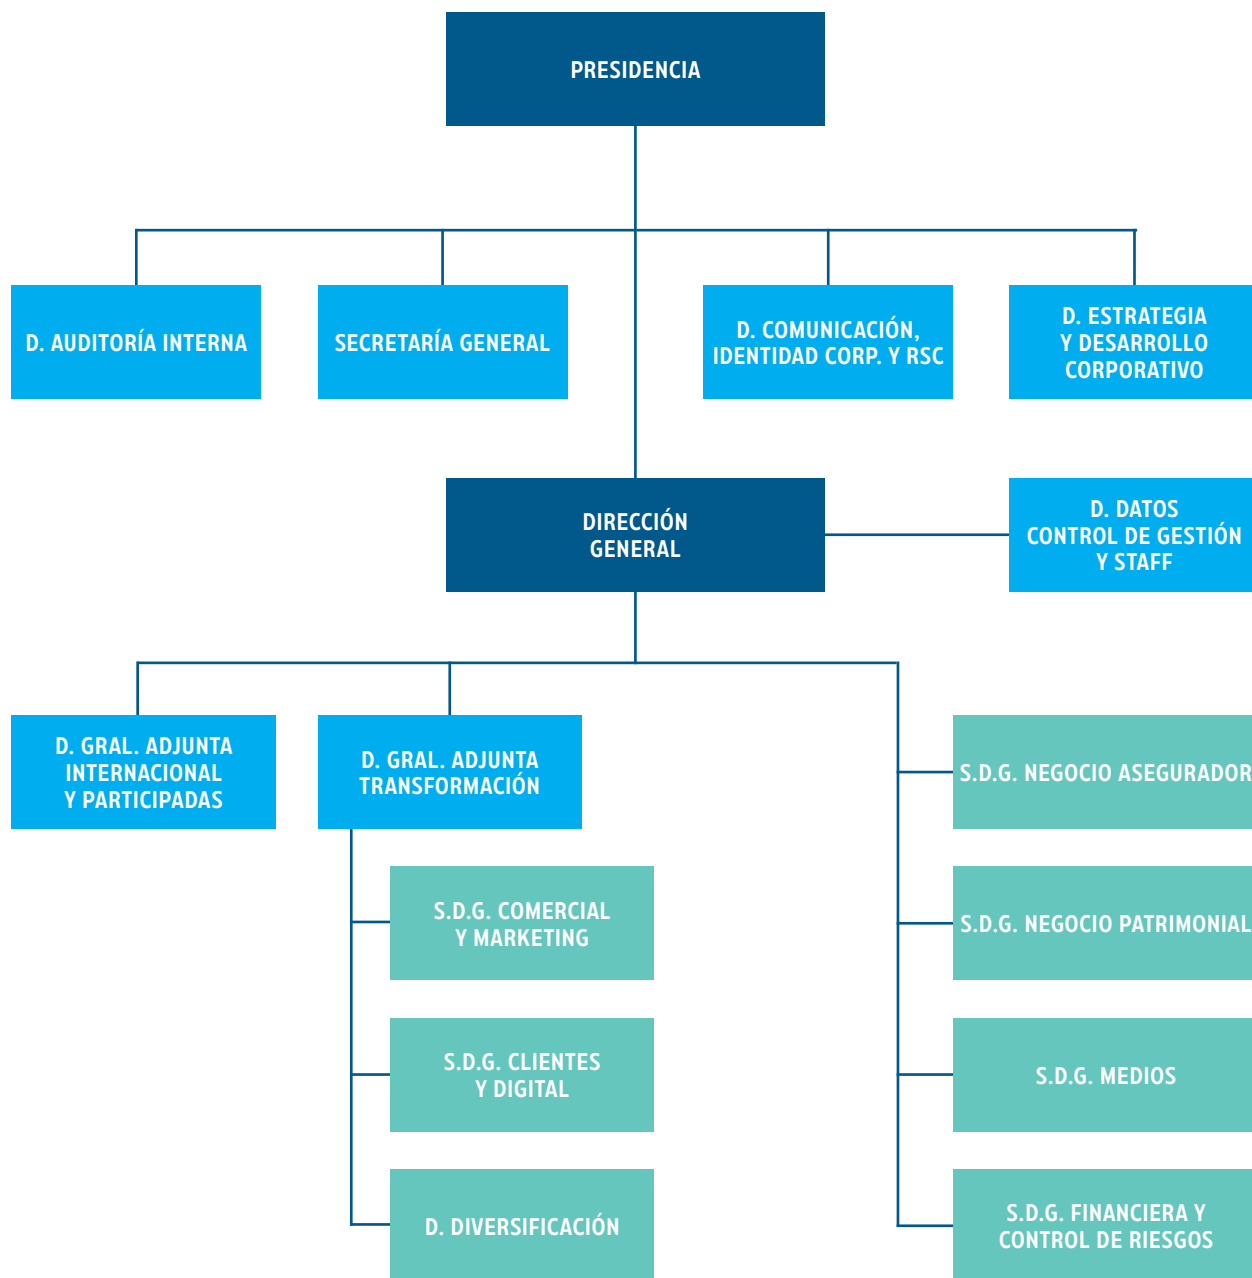 PRESIDENCIA
D. AUDITORÍA INTERNA
SECRETARÍA GENERAL
D. COMUNICACIÓN,
IDENTIDAD CORP. Y RSC
D. ESTRATEGIA
Y DESARROLLO
CORPORATIVO
DIRECCIÓN
GENERAL
D. DATOS
CONTROL DE GESTIÓN
Y STAFF
D. GRAL. ADJUNTA
INTERNACIONAL
Y PARTICIPADAS
D. GRAL. ADJUNTA
TRANSFORMACIÓN
S.D.G. COMERCIAL
Y MARKETING
S.D.G. CLIENTES
Y DIGITAL
D. DIVERSIFICACIÓN
S.D.G. NEGOCIO ASEGURADOR
S.D.G. NEGOCIO PATRIMONIAL
S.D.G. MEDIOS
S.D.G. FINANCIERA Y
CONTROL DE RIESGOS